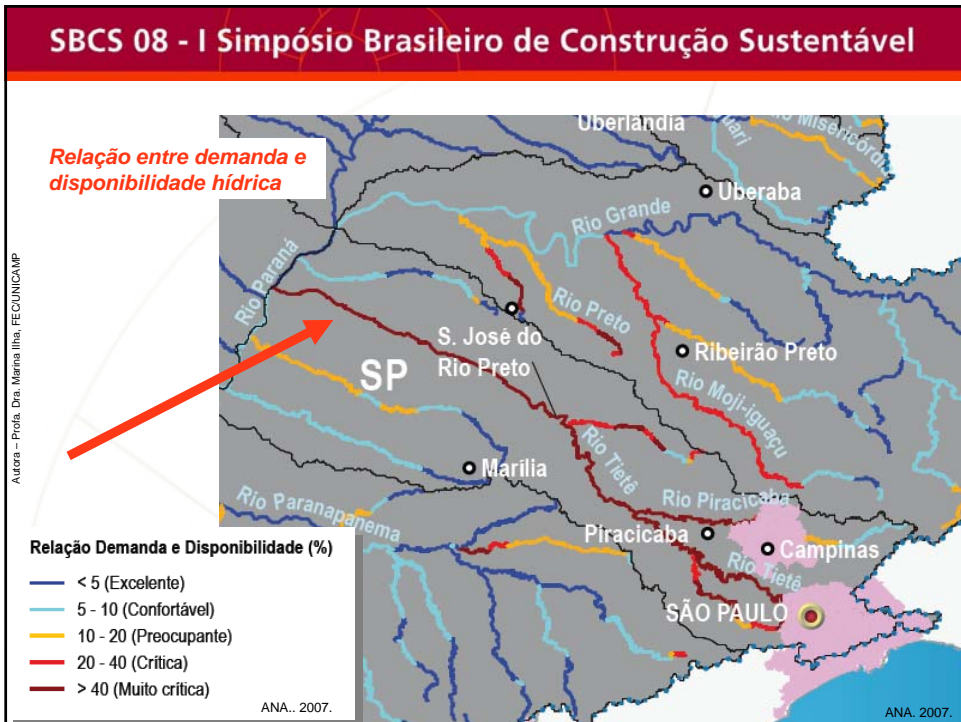 SBCS 08 - I Simpósio Brasileiro de Construção Sustentável
Relação entre demanda e
disponibilidade hídrica
Autora – Profa. Dra. Marina Ilha, FEC/UNICAMP
Uberlândia
Uberaba
Rio Grande
Rio Paraná
Rio Preto
S. José do
Rio Preto
Ribeirão Preto
SP
Rio Moji-iguaçu
Rio Tietê
Marília
Rio Piracicaba
Rio Paranapanema
Piracicaba
Campinas
Rio Tietê
SÃO PAULO
Relação Demanda e Disponibilidade (%)
< 5 (Excelente)
5 - 10 (Confortável)
10 - 20 (Preocupante)
20 - 40 (Crítica)
> 40 (Muito crítica)
ANA.. 2007.
ANA. 2007.